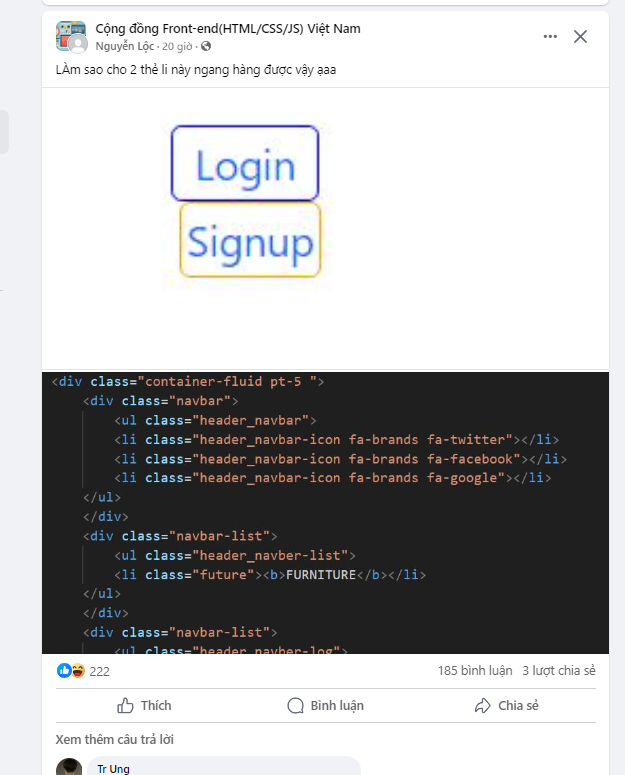 Cộng đồng Front-end(HTML/CSS/JS) Việt Nam
Nguyễn Lộc · 20 giờ ·
LÀm sao cho 2 thẻ li này ngang hàng được vậy ạaa
Login
Signup
<div class="container-fluid pt-5 ">
<div class="navbar">
<ul class="header_navbar">
<li class="header_navbar-icon fa-brands fa-twitter"></li>
<li class="header_navbar-icon fa-brands fa-facebook"></li>
<li class="header_navbar-icon fa-brands fa-google"></li>
</ul>
</div>
<div class="navbar-list">
<ul class="header_navber-list">
<li class="future"><b>FURNITURE</b></li>
</ul>
</div>
<div class="navbar-list">
<ul class="header_navber-log">
222
185 bình luận 3 lượt chia sẻ
Thích Bình luận Chia sẻ
Xem thêm câu trả lời
Tr Ung